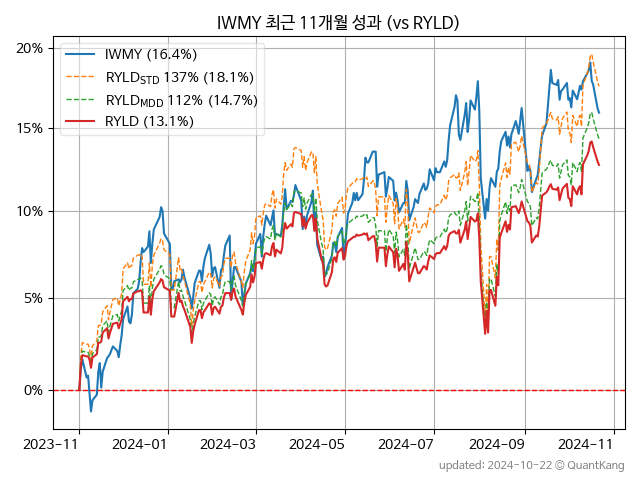 IWMY 최근 11개월 성과 (vs RYLD)
IWMY (16.4%)
RYLD_STD 137% (18.1%)
RYLD_MDD 112% (14.7%)
RYLD (13.1%)
20%
15%
10%
5%
0%
2023-11 2024-01 2024-03 2024-05 2024-07 2024-09 2024-11
updated: 2024-10-22 © QuantKang